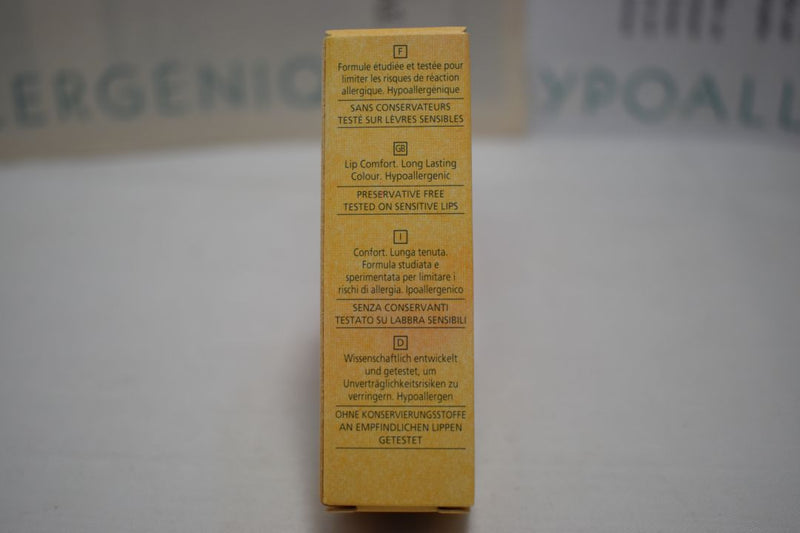 F
Formule étudiée et testée pour
limiter les risques de réaction
allergique. Hypoallergénique
SANS CONSERVATEURS
TESTÉ SUR LÈVRES SENSIBLES
GB
Lip Comfort. Long Lasting
Colour. Hypoallergenic
PRESERVATIVE FREE
TESTED ON SENSITIVE LIPS
I
Confort. Lunga tenuta.
Formula studiata e
sperimentata per limitare i
rischi di allergia. Ipoallergenico
SENZA CONSERVANTI
TESTATO SU LABBRA SENSIBILI
D
Wissenschaftlich entwickelt
und getestet, um
Unverträglichkeitsrisiken zu
verringern. Hypoallergen
OHNE KONSERVIERUNGSSTOFFE
AN EMPFINDLICHEN LIPPEN
GETESTET
LERGENIQU
YPOALL